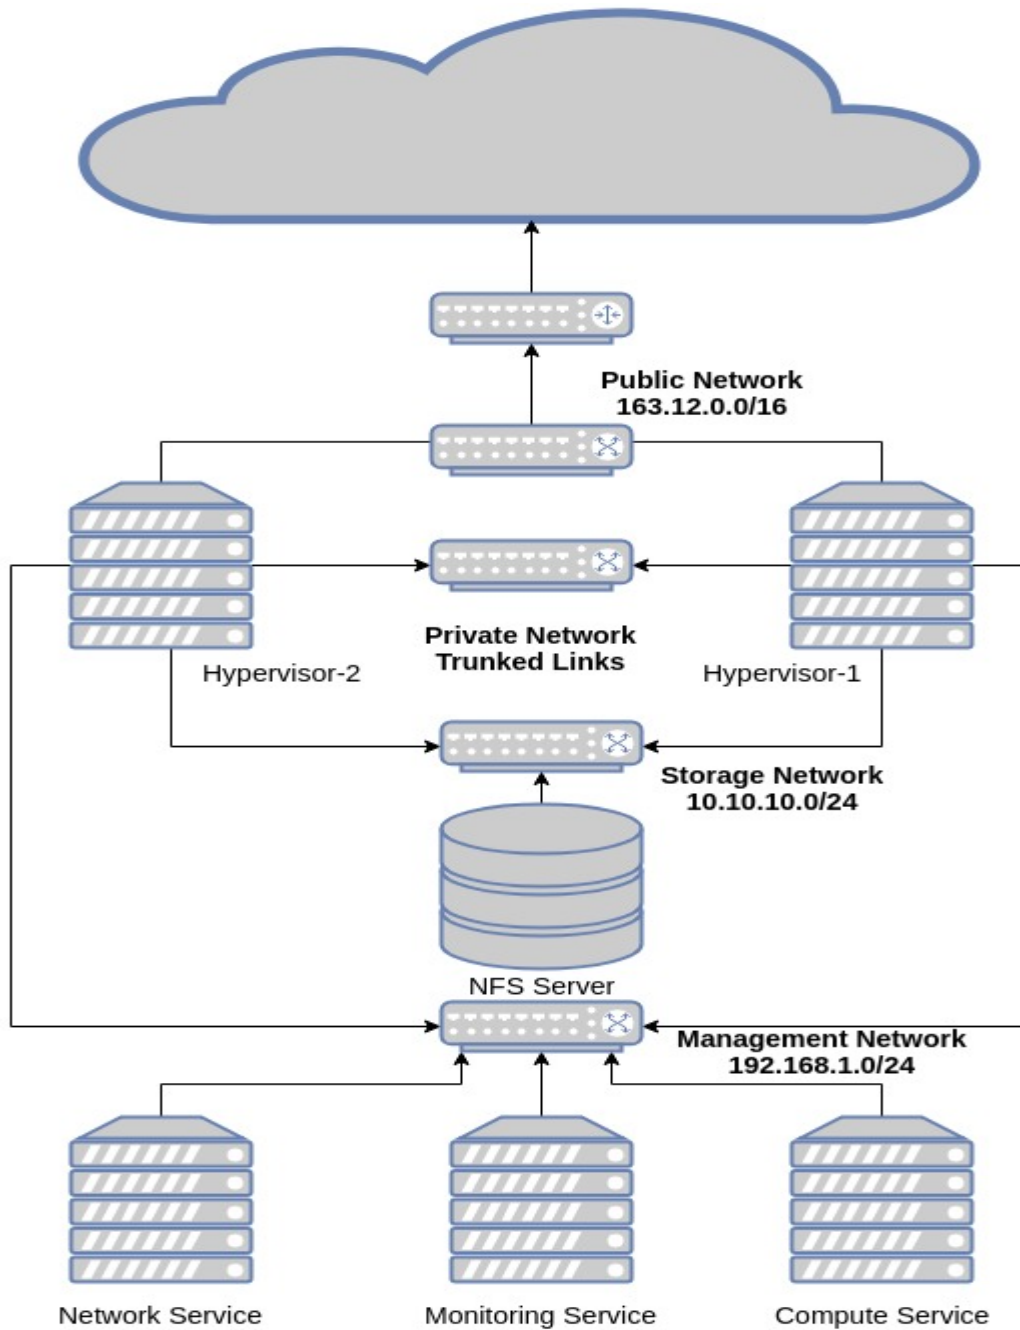 Public Network
163.12.0.0/16
Private Network
Trunked Links
Hypervisor-2
Hypervisor-1
Storage Network
10.10.10.0/24
NFS Server
Management Network
192.168.1.0/24
Network Service
Monitoring Service
Compute Service